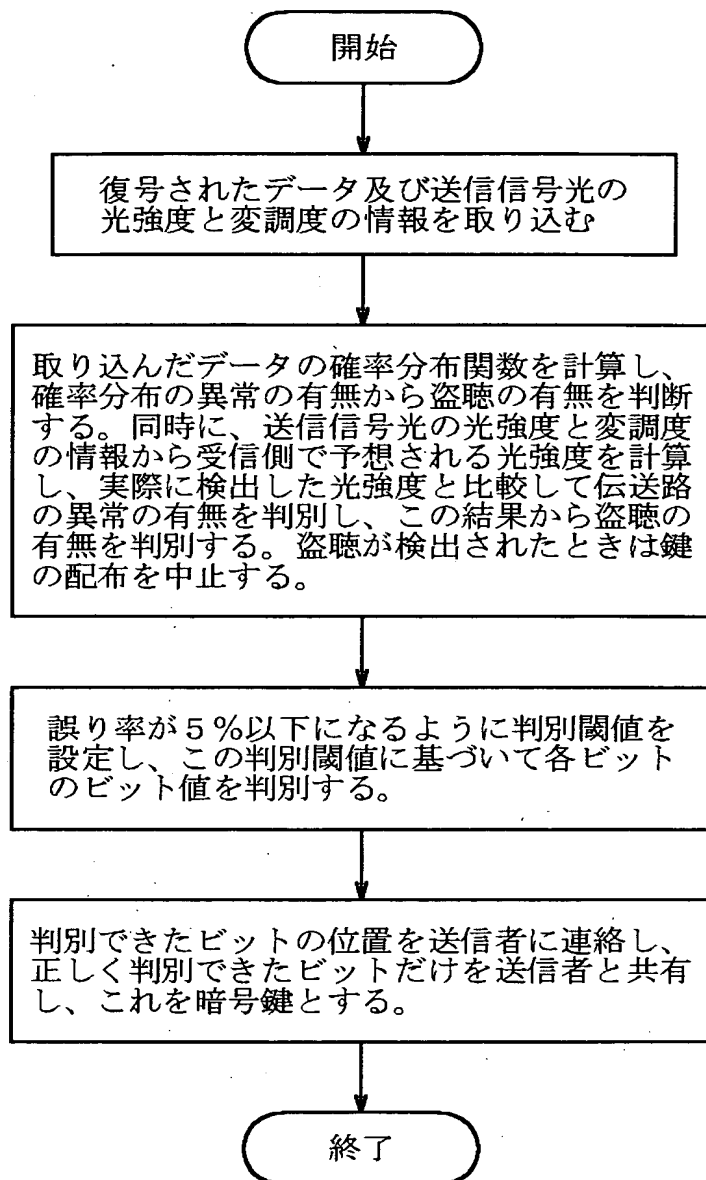 開始
復号されたデータ及び送信信号光の
光強度と変調度の情報を取り込む
取り込んだデータの確率分布関数を計算し、
確率分布の異常の有無から盗聴の有無を判断
する。同時に、送信信号光の光強度と変調度
の情報から受信側で予想される光強度を計算
し、実際に検出した光強度と比較して伝送路
の異常の有無を判別し、この結果から盗聴の
有無を判別する。盗聴が検出されたときは鍵
の配布を中止する。
誤り率が5%以下になるように判別閾値を
設定し、この判別閾値に基づいて各ビット
のビット値を判別する。
判別できたビットの位置を送信者に連絡し、
正しく判別できたビットだけを送信者と共有
し、これを暗号鍵とする。
終了